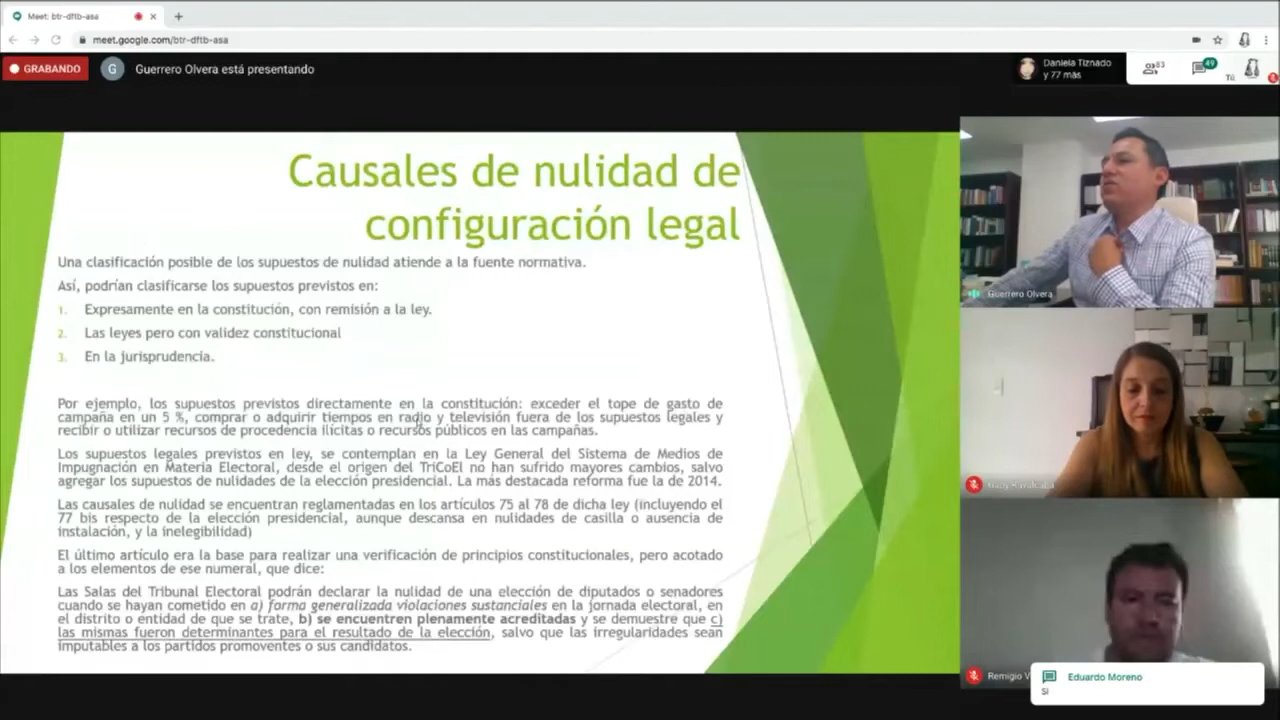 Meet: btr-dftb-asa
meet.google.com/btr-dftb-asa
GRABANDO
G
Guerrero Olvera está presentando
Daniela Tiznado
y 77 más
83
49
Tú
Causales de nulidad de
configuración legal
Una clasificación posible de los supuestos de nulidad atiende a la fuente normativa.
Así, podrían clasificarse los supuestos previstos en:
1. Expresamente en la constitución, con remisión a la ley.
2. Las leyes pero con validez constitucional
3. En la jurisprudencia.
Por ejemplo, los supuestos previstos directamente en la constitución: exceder el tope de gasto de
campaña en un 5 %, comprar o adquirir tiempos en radio y televisión fuera de los supuestos legales y
recibir o utilizar recursos de procedencia ilícitas o recursos públicos en las campañas.
Los supuestos legales previstos en ley, se contemplan en la Ley General del Sistema de Medios de
Impugnación en Materia Electoral, desde el origen del TriCoEl no han sufrido mayores cambios, salvo
agregar los supuestos de nulidades de la elección presidencial. La más destacada reforma fue la de 2014.
Las causales de nulidad se encuentran reglamentadas en los artículos 75 al 78 de dicha ley (incluyendo el
77 bis respecto de la elección presidencial, aunque descansa en nulidades de casilla o ausencia de
instalación, y la inelegibilidad)
El último artículo era la base para realizar una verificación de principios constitucionales, pero acotado
a los elementos de ese numeral, que dice:
Las Salas del Tribunal Electoral podrán declarar la nulidad de una elección de diputados o senadores
cuando se hayan cometido en a) forma generalizada violaciones sustanciales en la jornada electoral, en
el distrito o entidad de que se trate, b) se encuentren plenamente acreditadas y se demuestre que c)
las mismas fueron determinantes para el resultado de la elección, salvo que las irregularidades sean
imputables a los partidos promoventes o sus candidatos.
Guerrero Olvera
Remigio V
Eduardo Moreno
Si